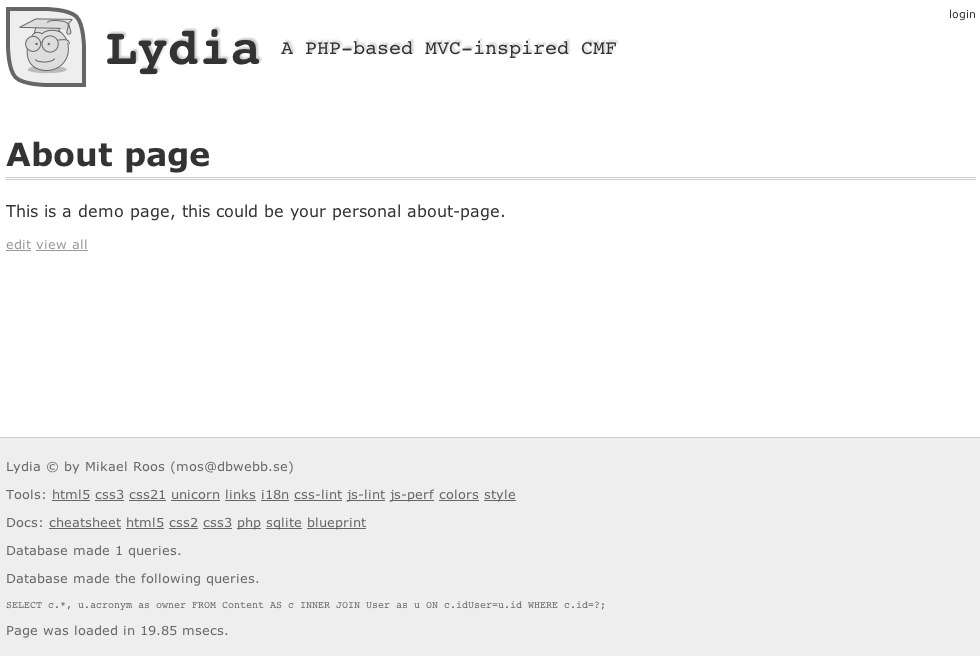 login
Lydia A PHP-based MVC-inspired CMF
About page
This is a demo page, this could be your personal about-page.
edit view all
Lydia © by Mikael Roos (mos@dbwebb.se)
Tools: html5 css3 css21 unicorn links i18n css-lint js-lint js-perf colors style
Docs: cheatsheet html5 css2 css3 php sqlite blueprint
Database made 1 queries.
Database made the following queries.
SELECT c.*, u.acronym as owner FROM Content AS c INNER JOIN User as u ON c.idUser=u.id WHERE c.id=?;
Page was loaded in 19.85 msecs.